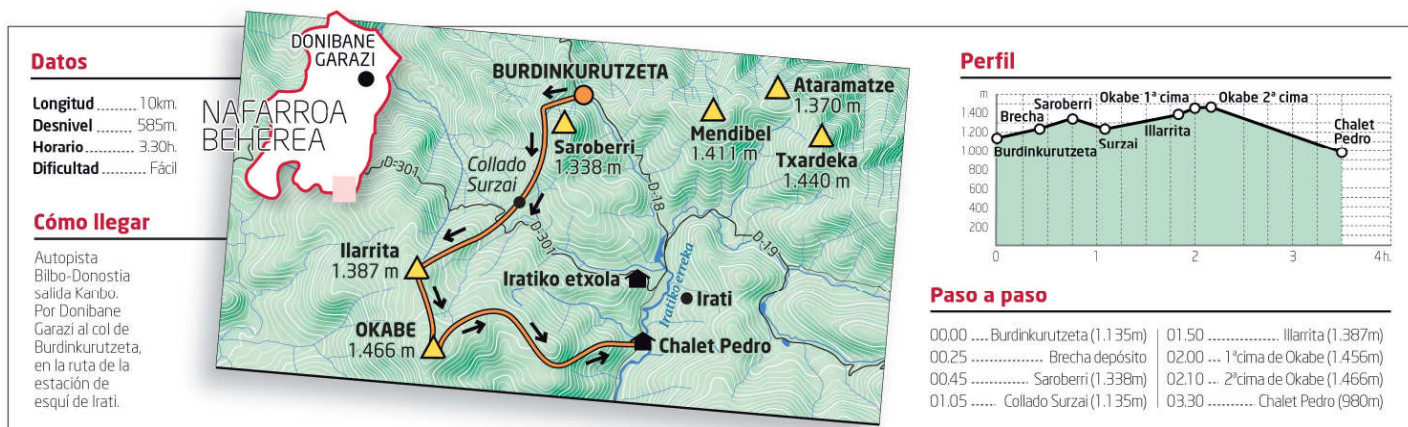 Datos
Longitud ......... 10km.
Desnivel ......... 585m.
Horario ......... 3.30h.
Dificultad ....... Fácil
Cómo llegar
Autopista
Bilbo-Donostia
salida Kanbo.
Por Donibane
Garazi al col de
Burdinkurutzeta,
en la ruta de la
estación de
esquí de Irati.
DONIBANE
GARAZI
NAFARROA
BEHEREA
BURDINKURUTZETA
Ataramatze
1.370 m
Mendibel
1.411 m
Txardeka
1.440 m
Saroberri
1.338 m
D-301
Collado
Surzai
D-18
D-301
D-19
Ilarrita
1.387 m
Iratiko etxola
Iratiko erreka
Irati
OKABE
1.466 m
Chalet Pedro
Perfil
m
1.400
1.200
1.000
800
600
400
200
Brecha
Saroberri
Okabe 1ª cima
Okabe 2ª cima
Chalet
Pedro
Burdinkurutzeta
Surzai
Illarrita
0 1 2 3 4h.
Paso a paso
00.00 .... Burdinkurutzeta (1.135m)
00.25 ............ Brecha depósito
00.45 ............ Saroberri (1.338m)
01.05 ....... Collado Surzai (1.135m)
01.50 ................ Illarrita (1.387m)
02.00 .... 1ªcima de Okabe (1.456m)
02.10 .... 2ªcima de Okabe (1.466m)
03.30 ............ Chalet Pedro (980m)